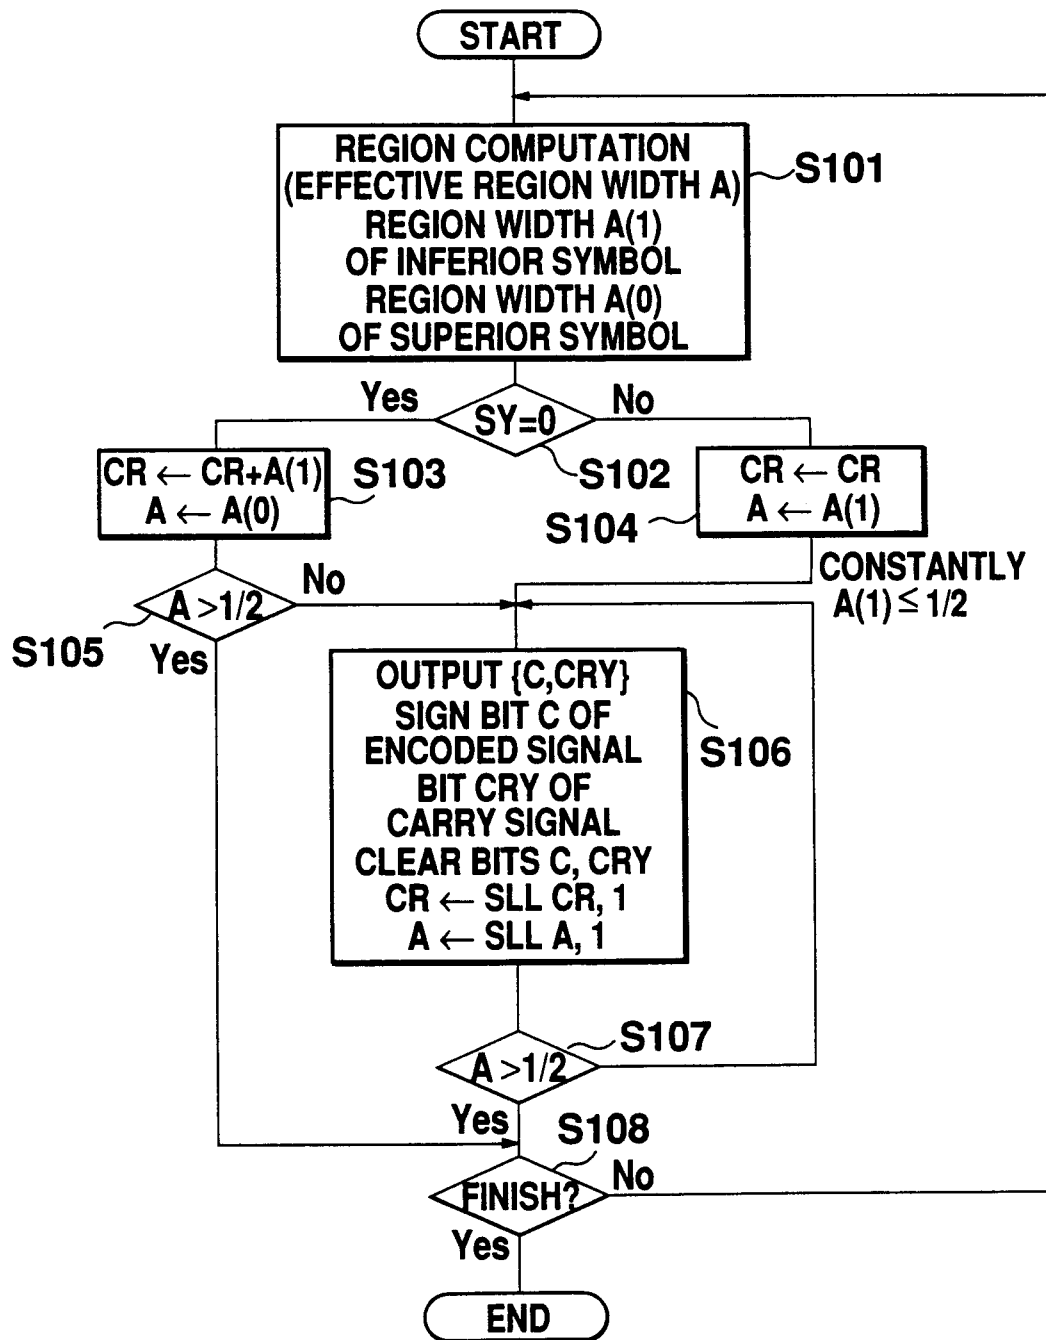 START
REGION COMPUTATION
(EFFECTIVE REGION WIDTH A)
REGION WIDTH A(1)
OF INFERIOR SYMBOL
REGION WIDTH A(0)
OF SUPERIOR SYMBOL
S101
Yes
SY=0
No
S102
CR ← CR+A(1)
A ← A(0)
S103
CR ← CR
A ← A(1)
S104
CONSTANTLY
A(1) ≦ 1/2
A >1/2
No
S105
Yes
OUTPUT {C,CRY}
SIGN BIT C OF
ENCODED SIGNAL
BIT CRY OF
CARRY SIGNAL
CLEAR BITS C, CRY
CR ← SLL CR, 1
A ← SLL A, 1
S106
A >1/2
S107
Yes
S108
FINISH?
No
Yes
END